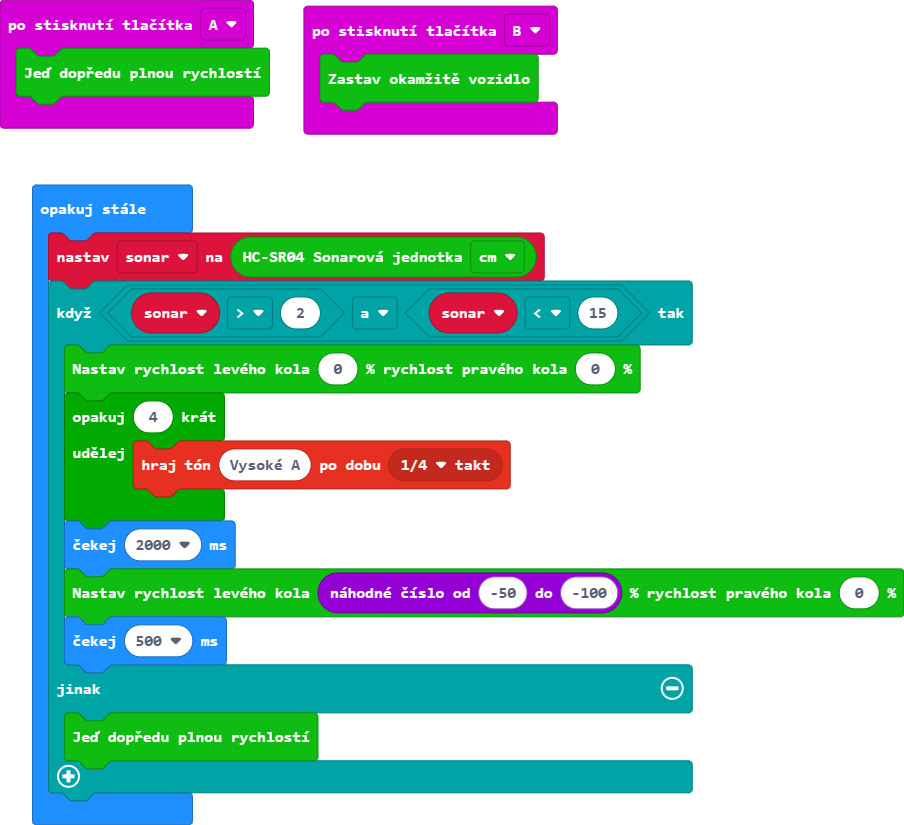 po stisknutí tlačítka A
Jeď dopředu plnou rychlostí
po stisknutí tlačítka B
Zastav okamžitě vozidlo
opakuj stále
nastav sonar na HC-SR04 Sonarová jednotka cm
když sonar > 2 a sonar < 15 tak
Nastav rychlost levého kola 0 % rychlost pravého kola 0 %
opakuj 4 krát
udělej
hraj tón Vysoké A po dobu 1/4 takt
čekej 2000 ms
Nastav rychlost levého kola náhodné číslo od -50 do -100 % rychlost pravého kola 0 %
čekej 500 ms
jinak
Jeď dopředu plnou rychlostí